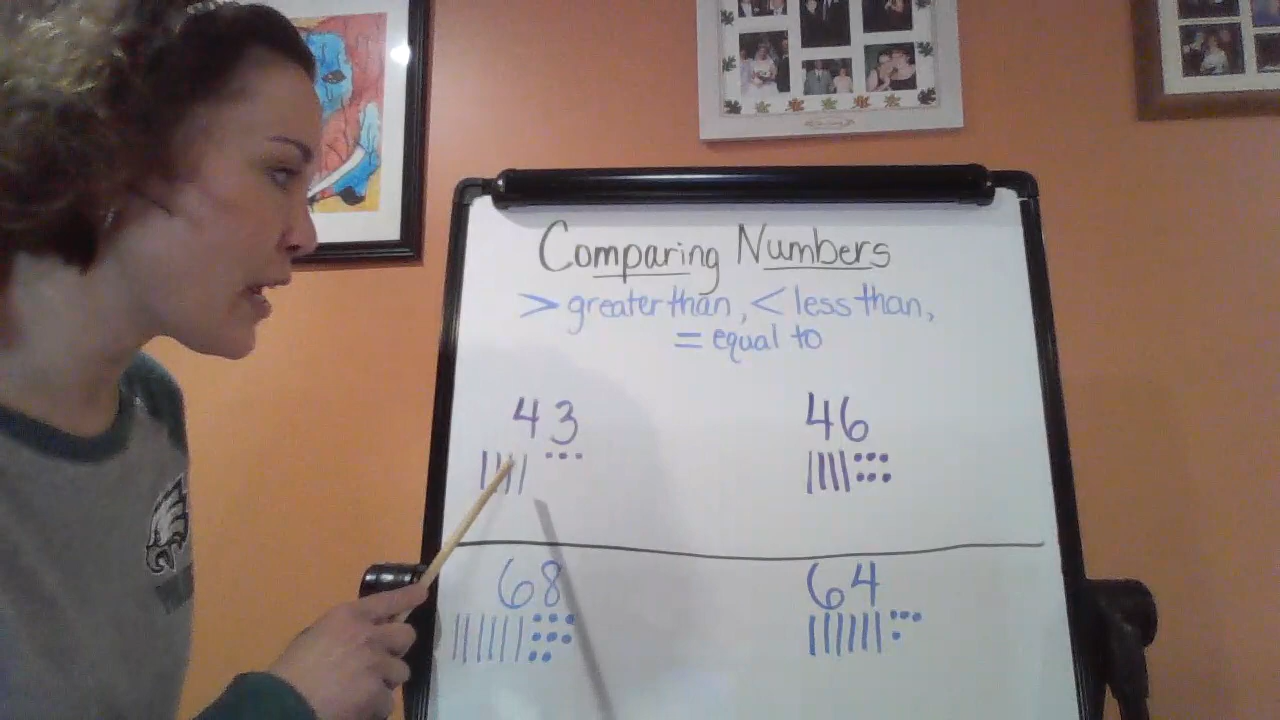 Comparing Numbers
> greater than, < less than,
= equal to
43 46
68 64